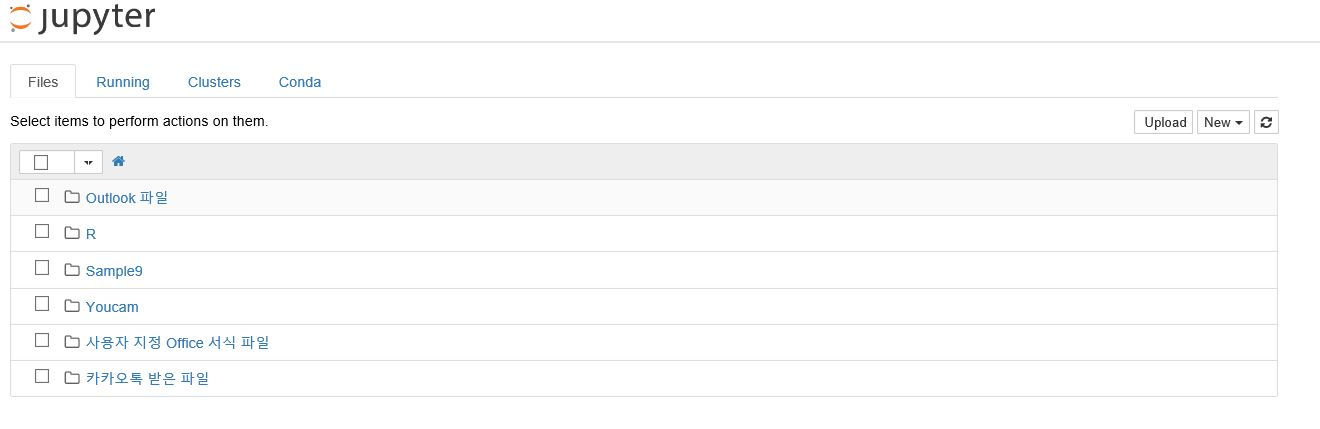 jupyter
Files Running Clusters Conda
Select items to perform actions on them. Upload New
Outlook 파일
R
Sample9
Youcam
사용자 지정 Office 서식 파일
카카오톡 받은 파일